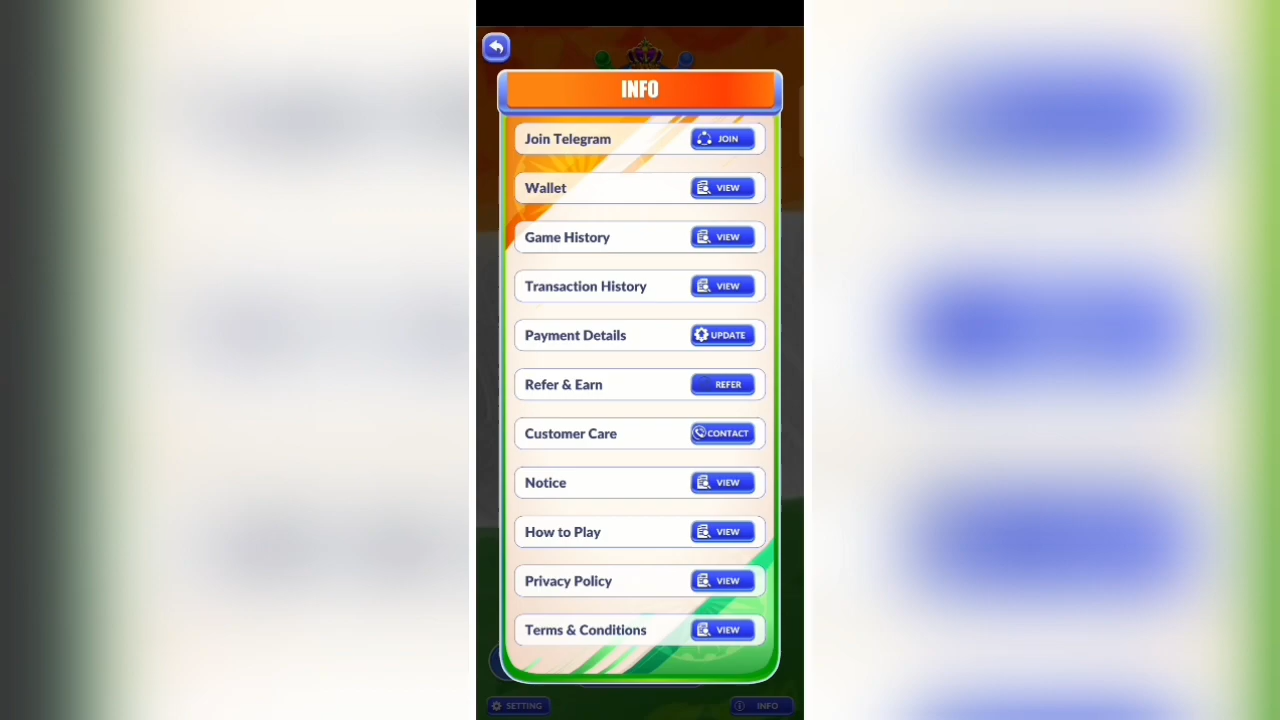 INFO
Join Telegram JOIN
Wallet VIEW
Game History VIEW
Transaction History VIEW
Payment Details UPDATE
Refer & Earn REFER
Customer Care CONTACT
Notice VIEW
How to Play VIEW
Privacy Policy VIEW
Terms & Conditions VIEW
SETTING INFO